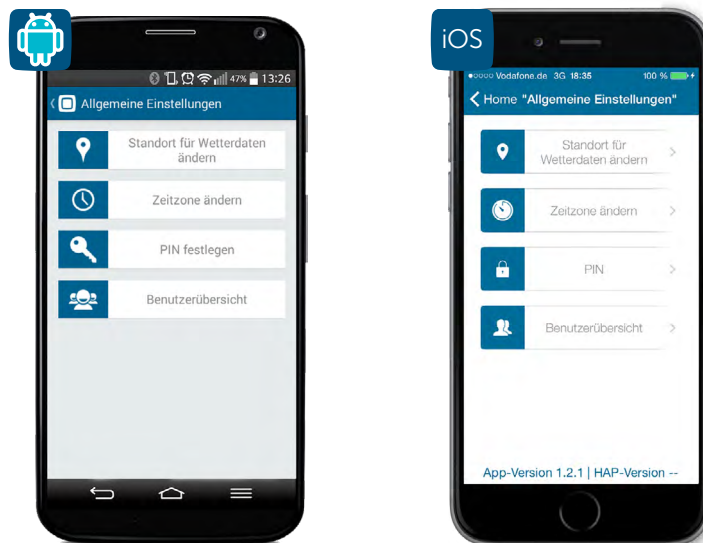 47% 13:26
Allgemeine Einstellungen
Standort für Wetterdaten
ändern
Zeitzone ändern
PIN festlegen
Benutzerübersicht
iOS
Vodafone.de 3G 18:35 100 %
Home "Allgemeine Einstellungen"
Standort für
Wetterdaten ändern
Zeitzone ändern
PIN
Benutzerübersicht
App-Version 1.2.1 | HAP-Version --